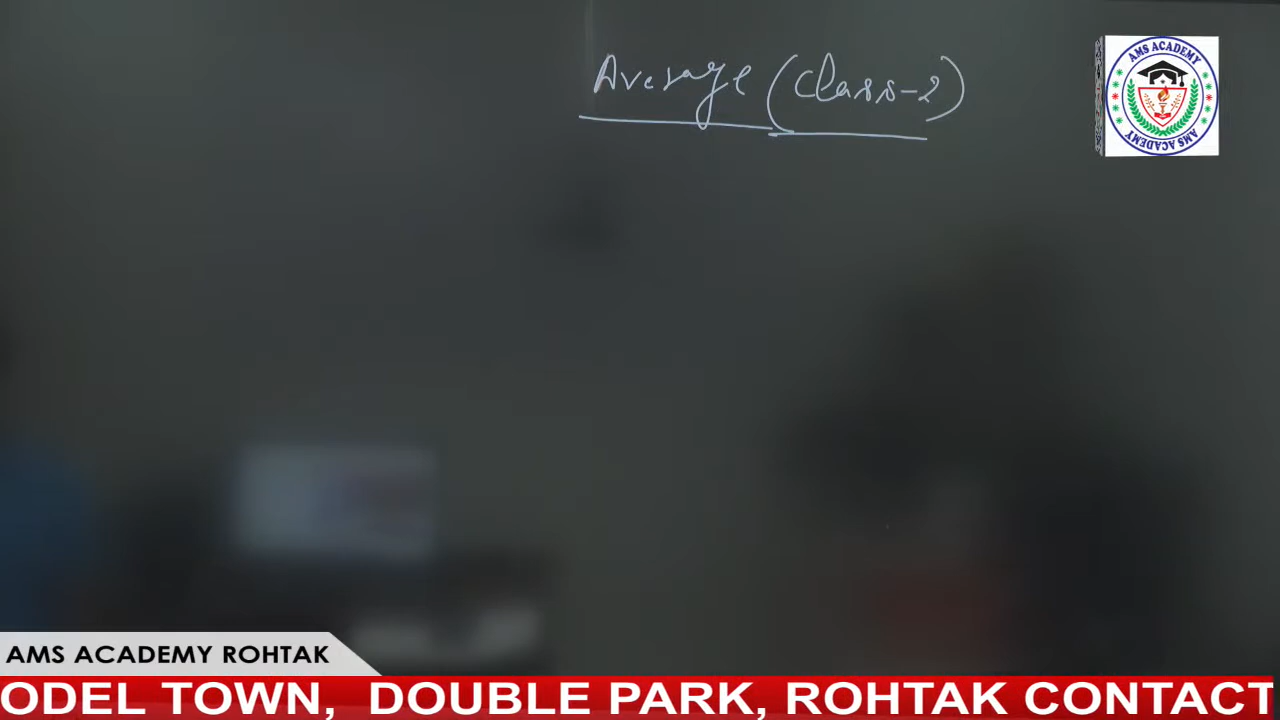 Average (Class-2)
AMS ACADEMY
AMS ACADEMY
AMS ACADEMY ROHTAK
ODEL TOWN, DOUBLE PARK, ROHTAK CONTACT